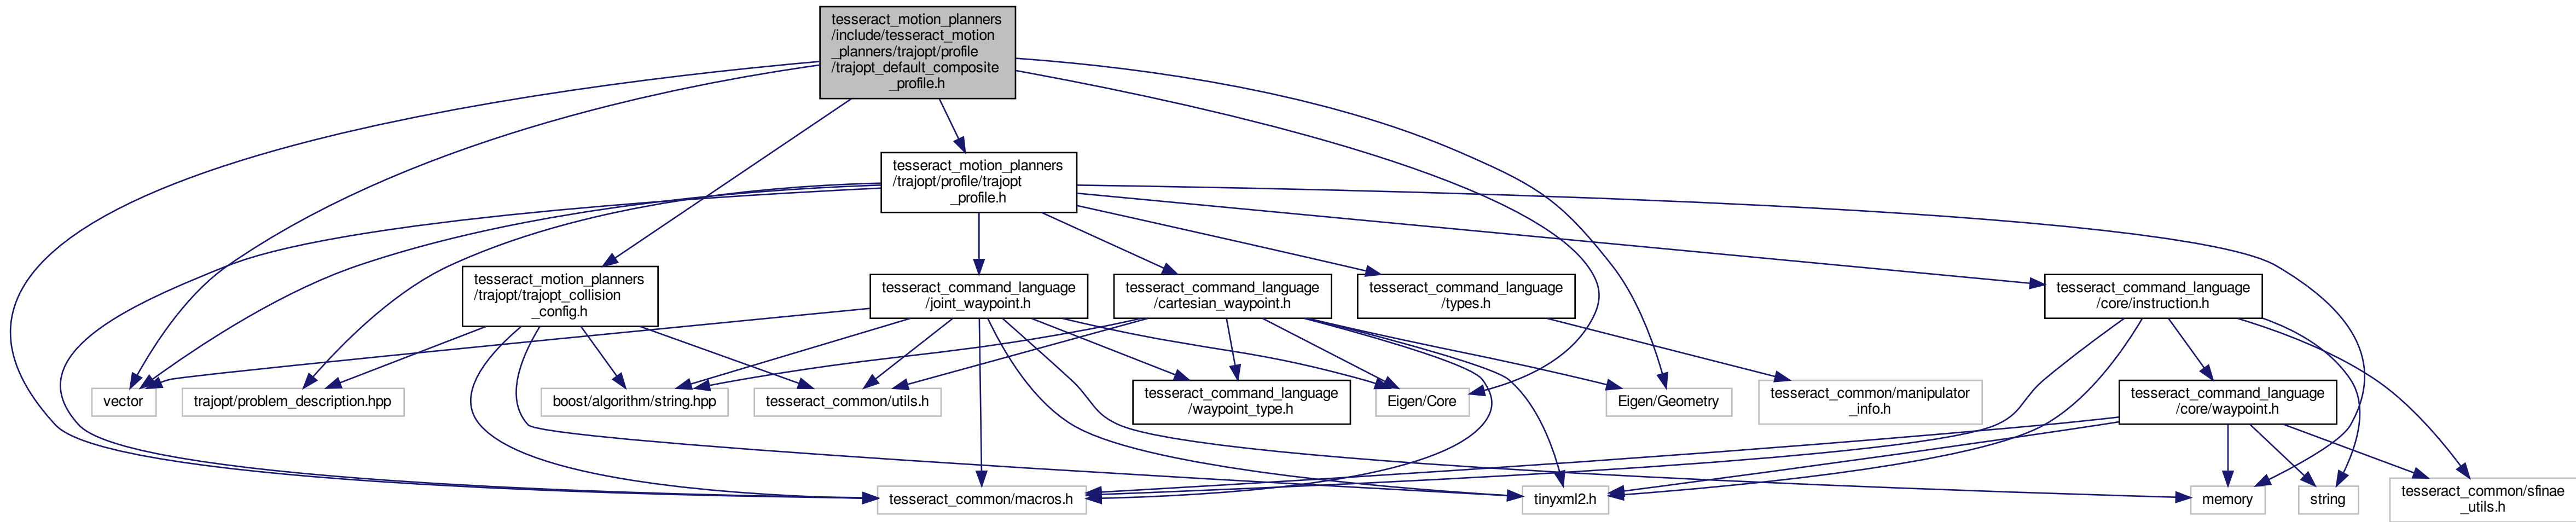 tesseract_motion_planners
/include/tesseract_motion
_planners/trajopt/profile
/trajopt_default_composite
_profile.h
tesseract_motion_planners
/trajopt/profile/trajopt
_profile.h
tesseract_motion_planners
/trajopt/trajopt_collision
_config.h
tesseract_command_language
/joint_waypoint.h
tesseract_command_language
/cartesian_waypoint.h
tesseract_command_language
/types.h
tesseract_command_language
/core/instruction.h
vector
trajopt/problem_description.hpp
boost/algorithm/string.hpp
tesseract_common/utils.h
tesseract_command_language
/waypoint_type.h
Eigen/Core
Eigen/Geometry
tesseract_common/manipulator
_info.h
tesseract_command_language
/core/waypoint.h
tesseract_common/macros.h
tinyxml2.h
memory
string
tesseract_common/sfinae
_utils.h